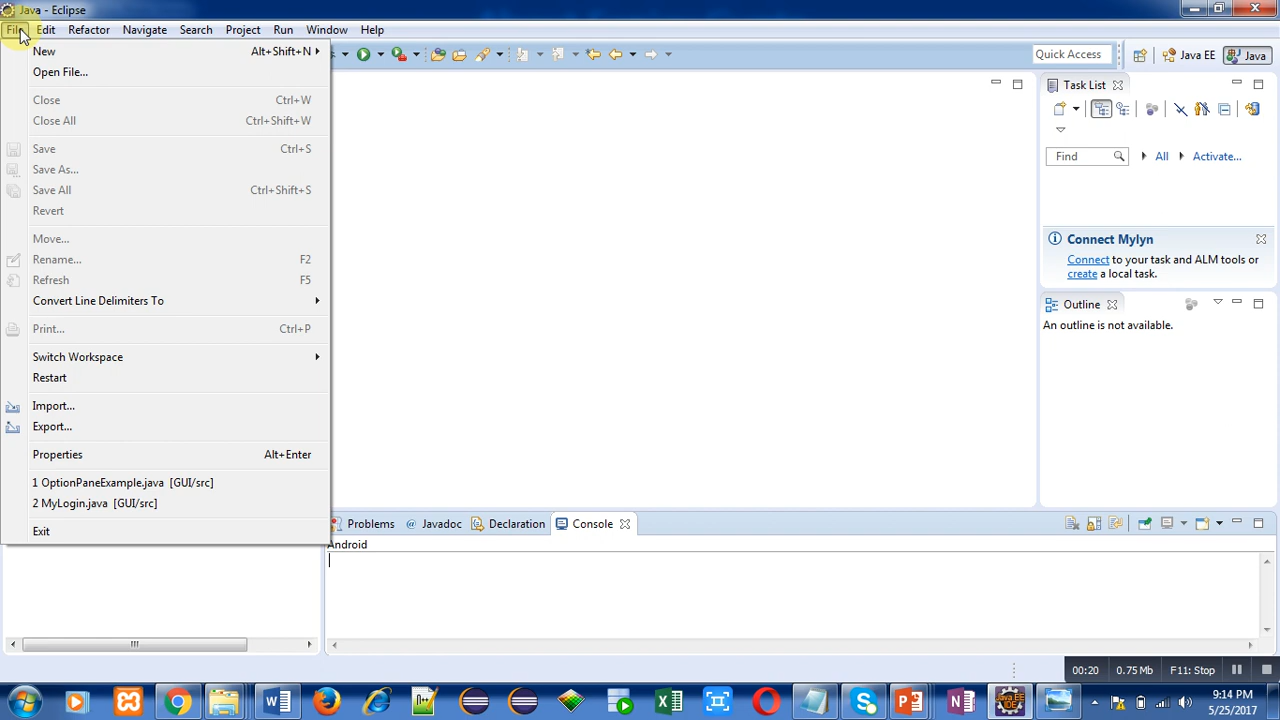 Java - Eclipse
File Edit Refactor Navigate Search Project Run Window Help
New Alt+Shift+N
Open File...
Close Ctrl+W
Close All Ctrl+Shift+W
Save Ctrl+S
Save As...
Save All Ctrl+Shift+S
Revert
Move...
Rename... F2
Refresh F5
Convert Line Delimiters To
Print... Ctrl+P
Switch Workspace
Restart
Import...
Export...
Properties Alt+Enter
1 OptionPaneExample.java [GUI/src]
2 MyLogin.java [GUI/src]
Exit
Quick Access
Java EE
Java
Task List
Find
All
Activate...
Connect Mylyn
Connect to your task and ALM tools or
create a local task.
Outline
An outline is not available.
Problems Javadoc Declaration Console
Android
00:20 0.75 Mb F11: Stop
9:14 PM
5/25/2017